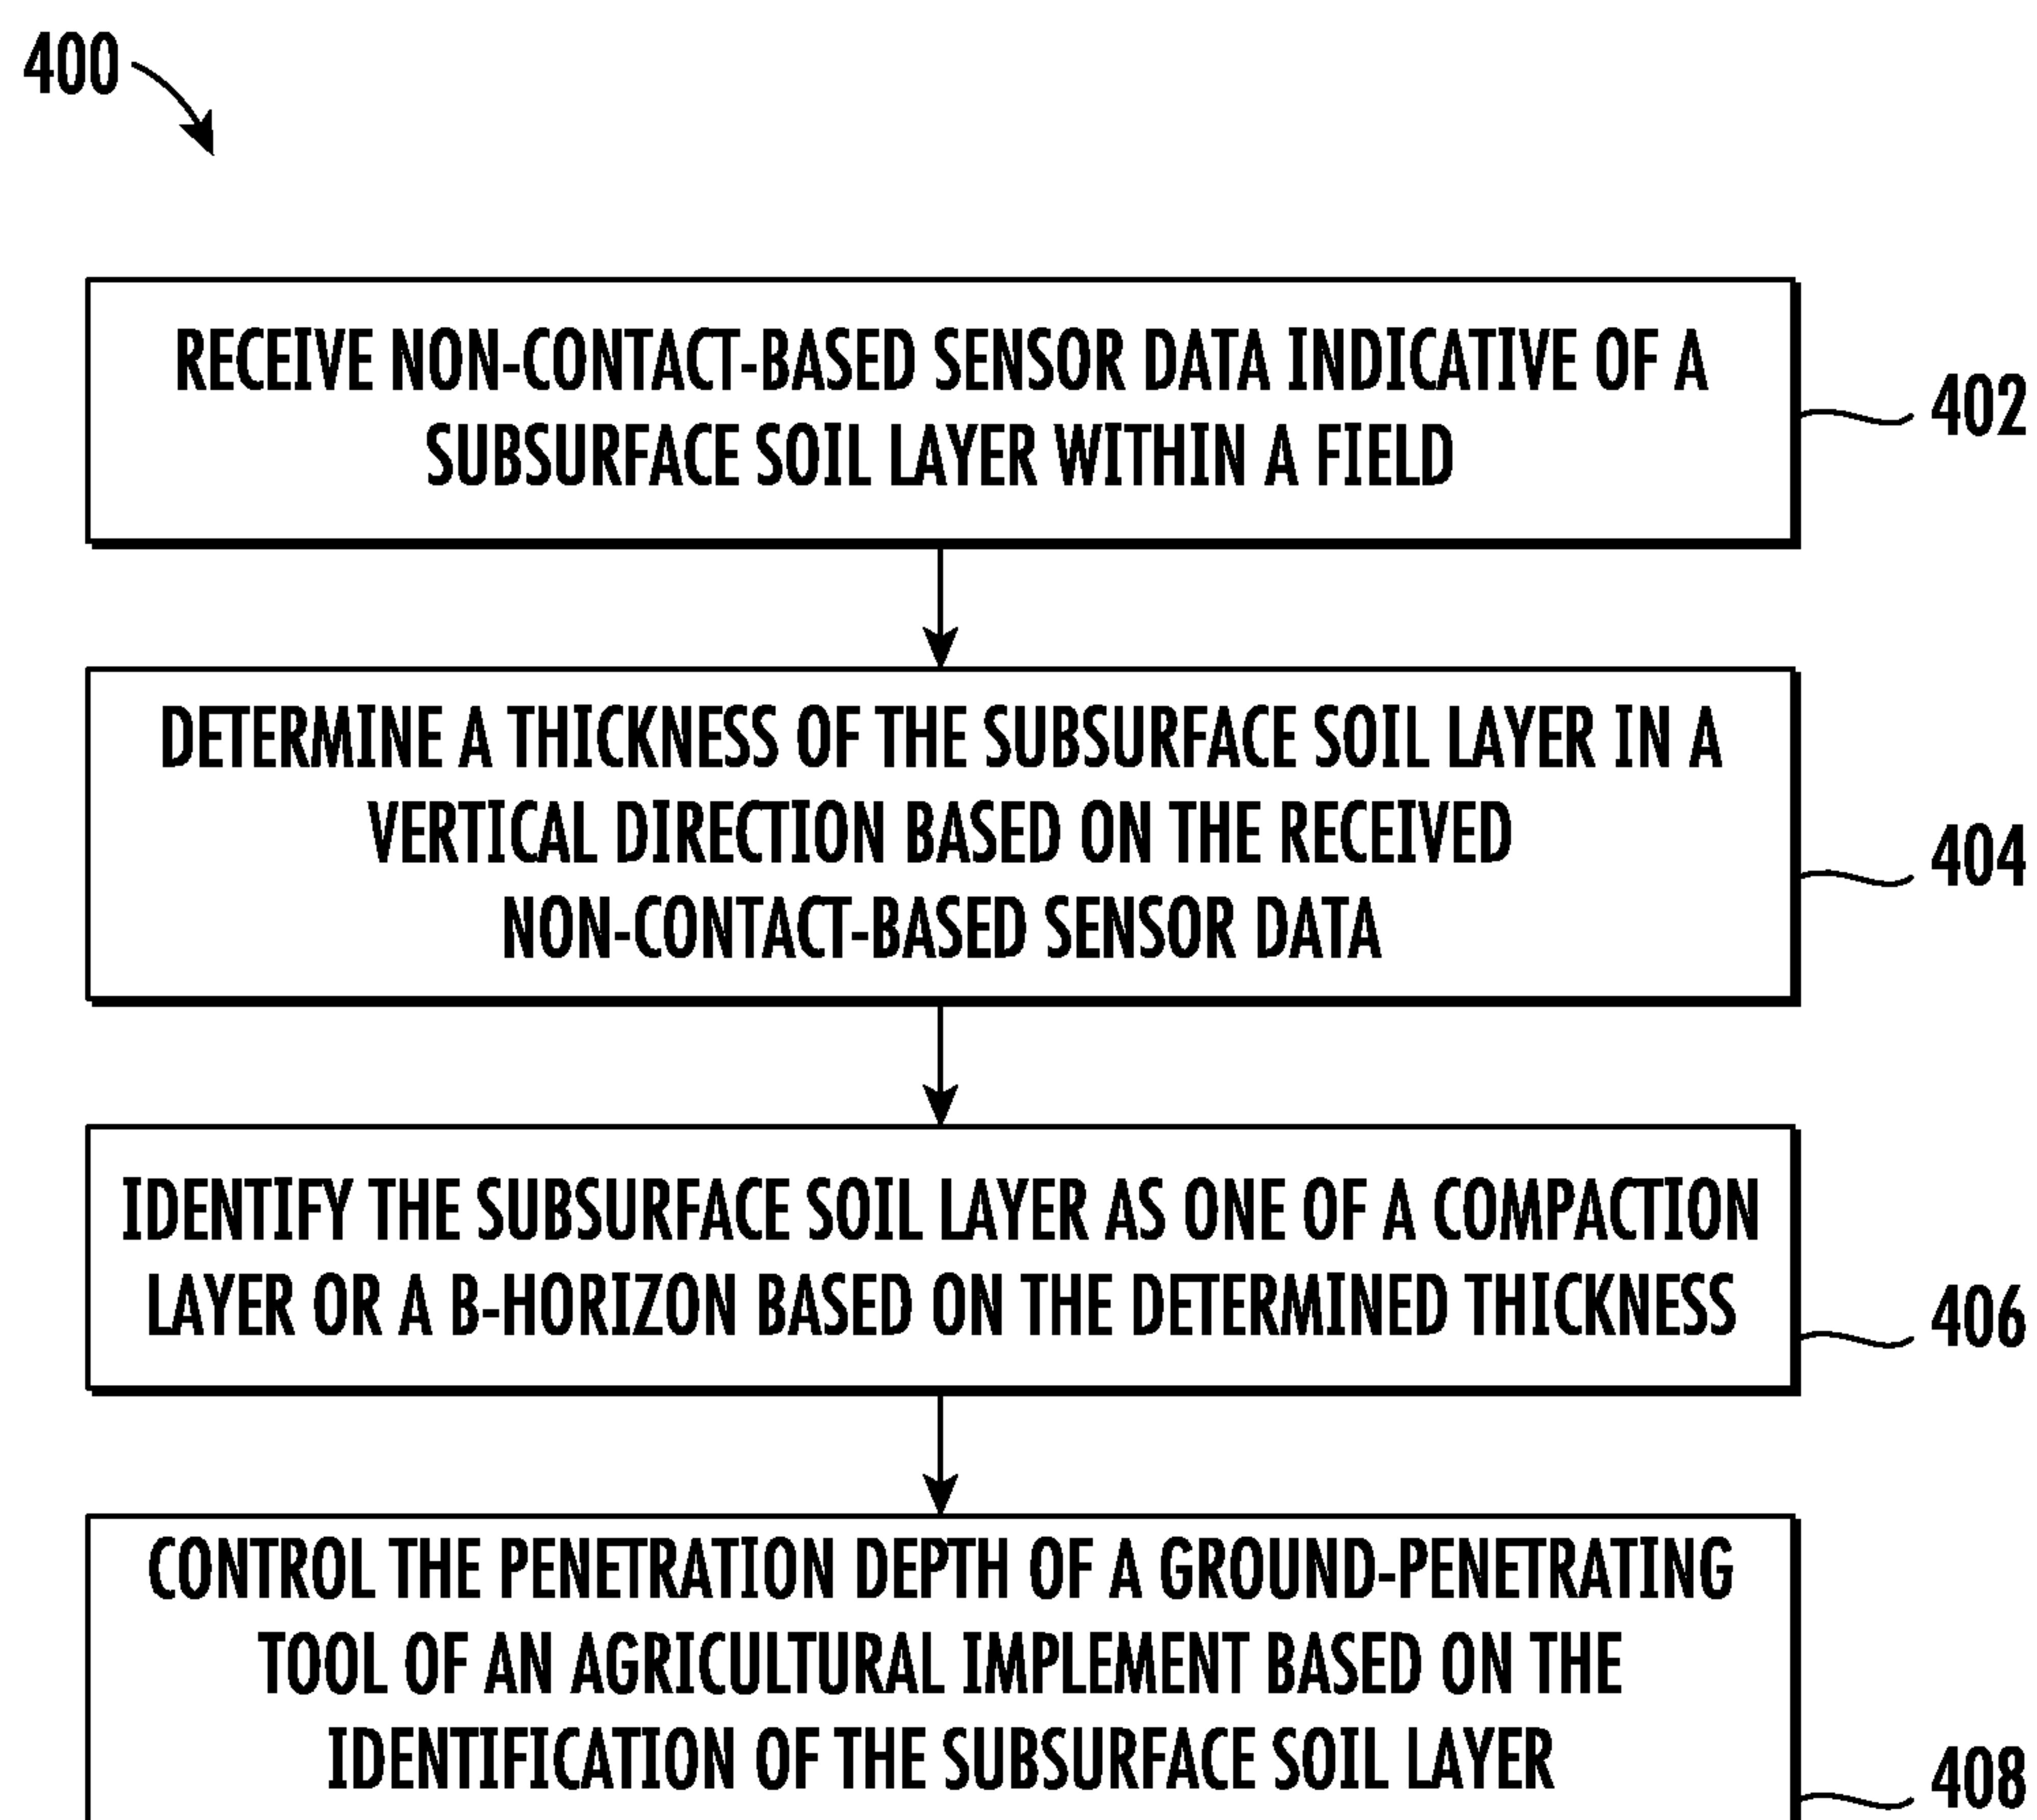 400
RECEIVE NON-CONTACT-BASED SENSOR DATA INDICATIVE OF A
SUBSURFACE SOIL LAYER WITHIN A FIELD
402
DETERMINE A THICKNESS OF THE SUBSURFACE SOIL LAYER IN A
VERTICAL DIRECTION BASED ON THE RECEIVED
NON-CONTACT-BASED SENSOR DATA
404
IDENTIFY THE SUBSURFACE SOIL LAYER AS ONE OF A COMPACTION
LAYER OR A B-HORIZON BASED ON THE DETERMINED THICKNESS
406
CONTROL THE PENETRATION DEPTH OF A GROUND-PENETRATING
TOOL OF AN AGRICULTURAL IMPLEMENT BASED ON THE
IDENTIFICATION OF THE SUBSURFACE SOIL LAYER
408